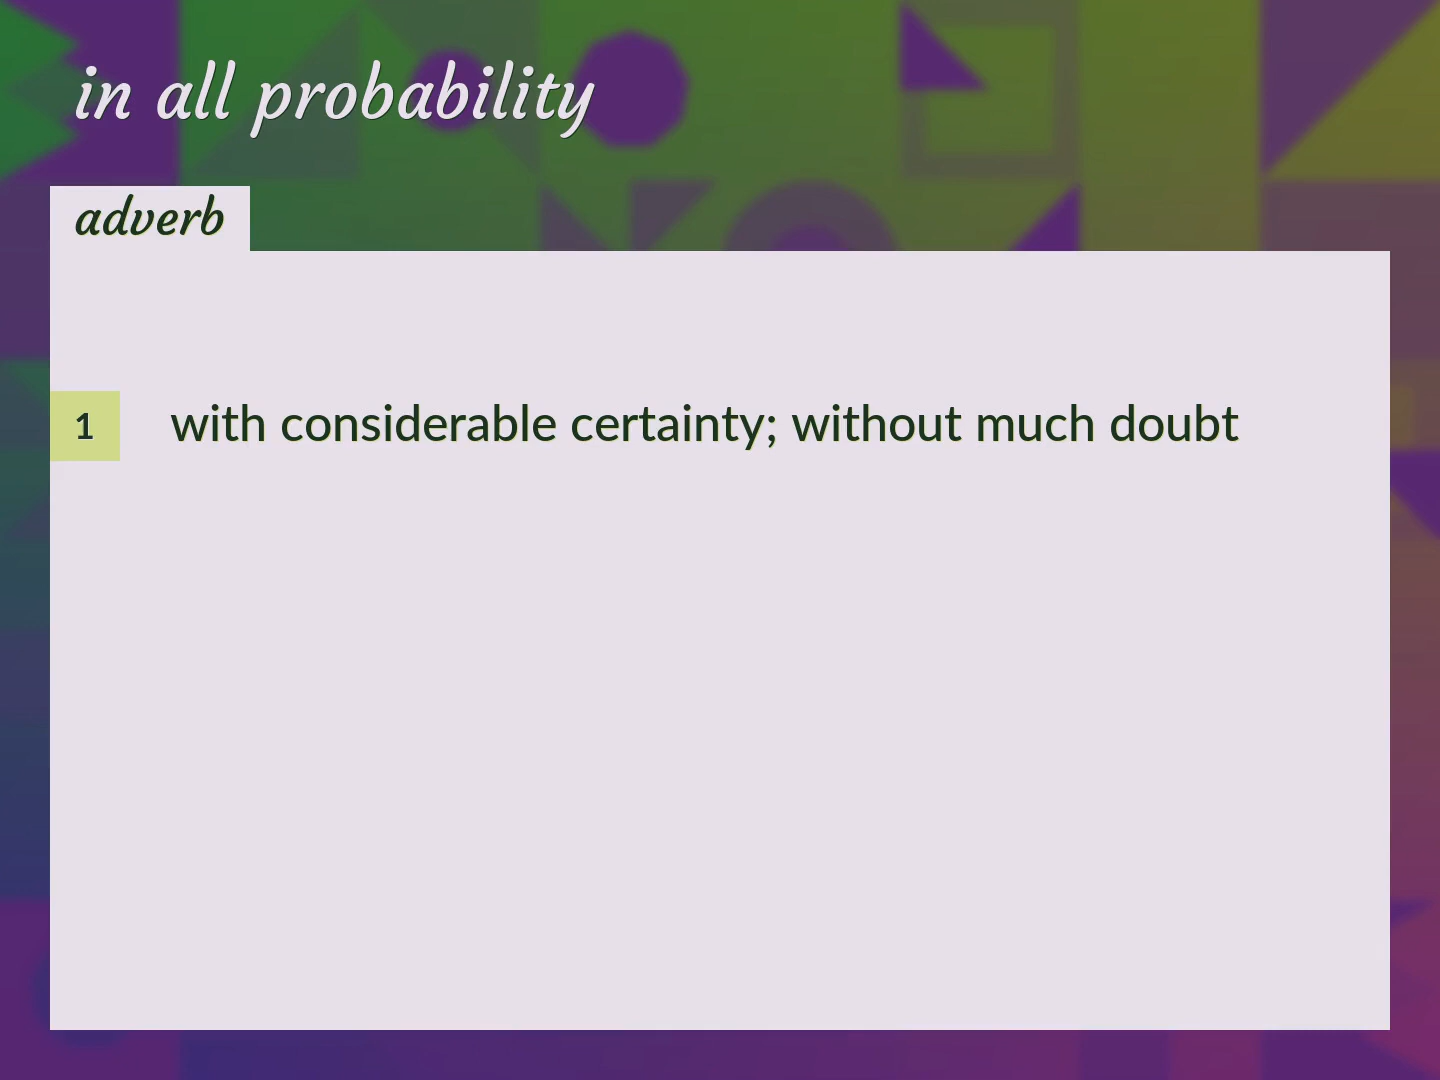 in all probability
adverb
1 with considerable certainty; without much doubt